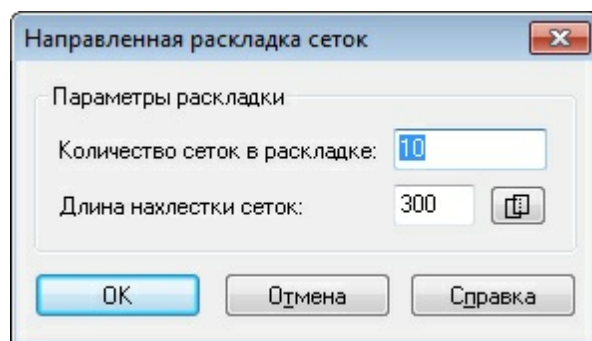 Направленная раскладка сеток
Параметры раскладки
Количество сеток в раскладке: 10
Длина нахлестки сеток: 300
OK Отмена Справка